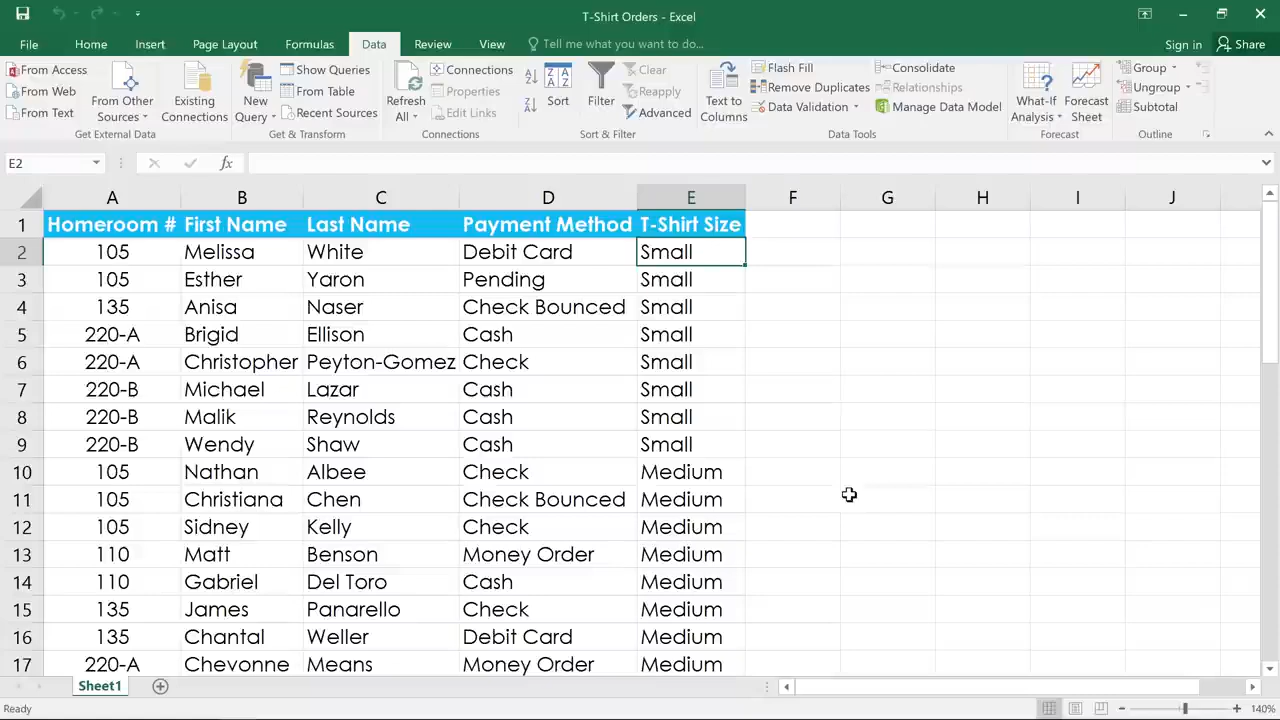 T-Shirt Orders - Excel
File Home Insert Page Layout Formulas Data Review View Tell me what you want to do... Sign in Share
From Access
From Web
From Text
From Other Sources
Existing Connections
Get External Data
New Query
Show Queries
From Table
Recent Sources
Get & Transform
Refresh All
Connections
Properties
Edit Links
Connections
Sort
Filter
Clear
Reapply
Advanced
Sort & Filter
Text to Columns
Flash Fill
Remove Duplicates
Data Validation
Consolidate
Relationships
Manage Data Model
Data Tools
What-If Analysis
Forecast Sheet
Forecast
Group
Ungroup
Subtotal
Outline
E2 fx
A B C D E F G H I J
1 Homeroom # First Name Last Name Payment Method T-Shirt Size
2 105 Melissa White Debit Card Small
3 105 Esther Yaron Pending Small
4 135 Anisa Naser Check Bounced Small
5 220-A Brigid Ellison Cash Small
6 220-A Christopher Peyton-Gomez Check Small
7 220-B Michael Lazar Cash Small
8 220-B Malik Reynolds Cash Small
9 220-B Wendy Shaw Cash Small
10 105 Nathan Albee Check Medium
11 105 Christiana Chen Check Bounced Medium
12 105 Sidney Kelly Check Medium
13 110 Matt Benson Money Order Medium
14 110 Gabriel Del Toro Cash Medium
15 135 James Panarello Check Medium
16 135 Chantal Weller Debit Card Medium
17 220-A Chevonne Means Money Order Medium
Sheet1
Ready 140%